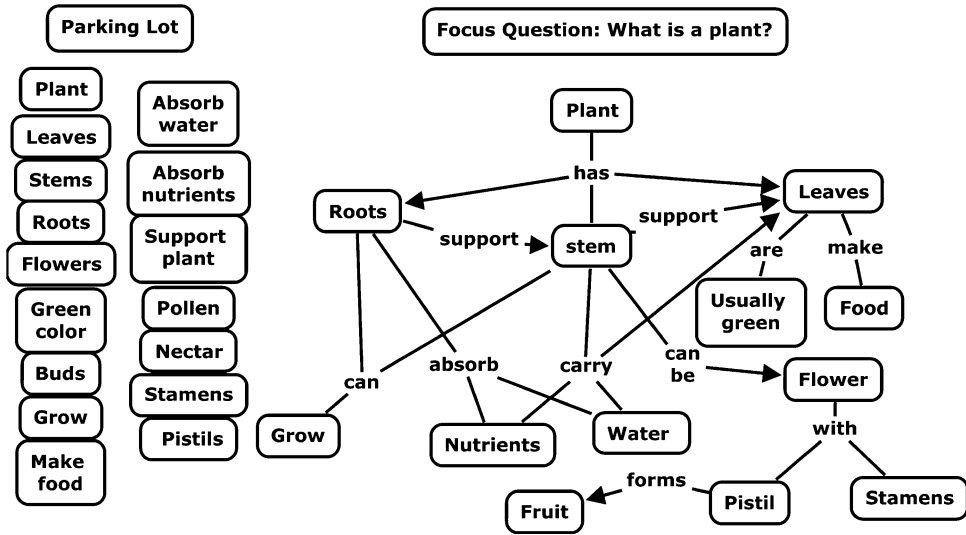 Parking Lot
Focus Question: What is a plant?
Plant
Leaves
Stems
Roots
Flowers
Green
color
Buds
Grow
Make
food
Absorb
water
Absorb
nutrients
Support
plant
Pollen
Nectar
Stamens
Pistils
Plant
has
Roots
Leaves
support
support
stem
are
make
Usually
green
Food
can
absorb
carry
can
be
Flower
Grow
Nutrients
Water
with
forms
Fruit
Pistil
Stamens